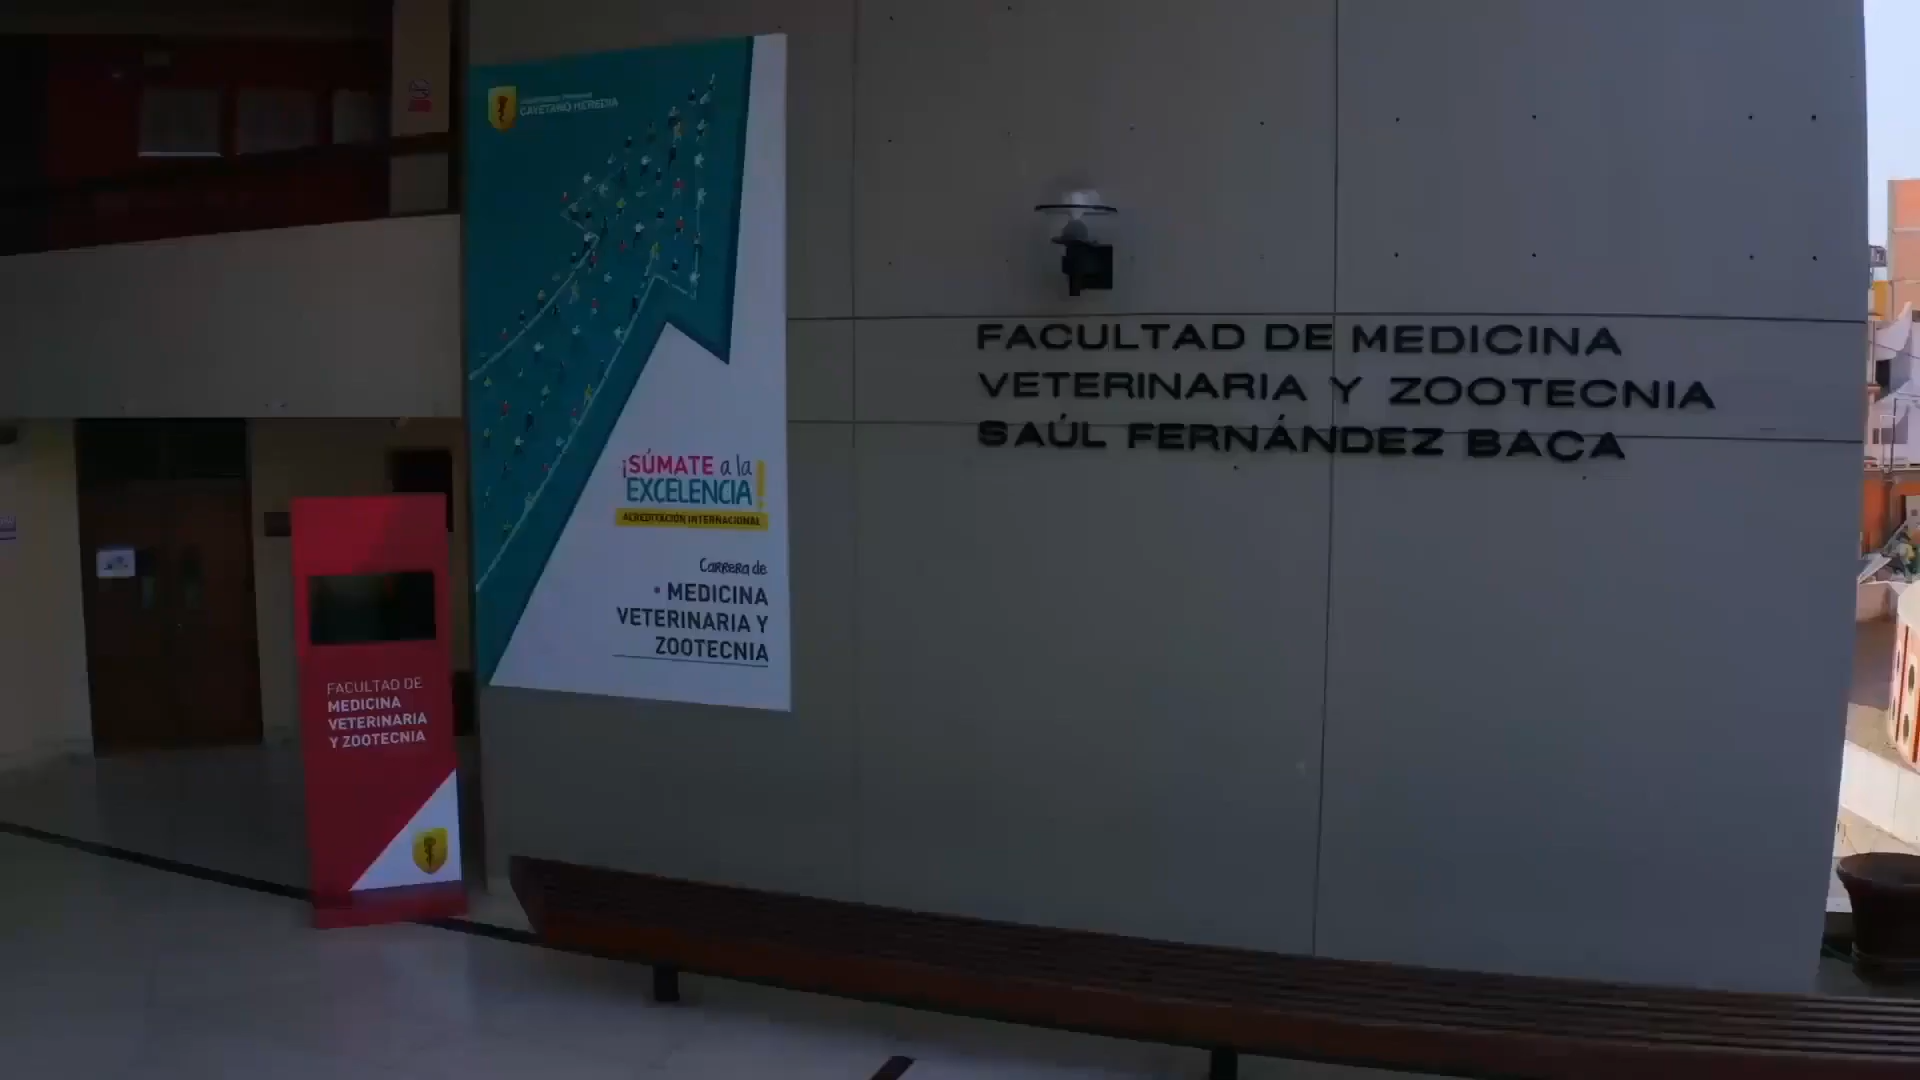 CAYETANO HEREDIA
¡SÚMATE a la
EXCELENCIA!
ACREDITACIÓN INTERNACIONAL
Carrera de
• MEDICINA
VETERINARIA Y
ZOOTECNIA
FACULTAD DE MEDICINA
VETERINARIA Y ZOOTECNIA
SAÚL FERNÁNDEZ BACA
FACULTAD DE
MEDICINA
VETERINARIA
Y ZOOTECNIA